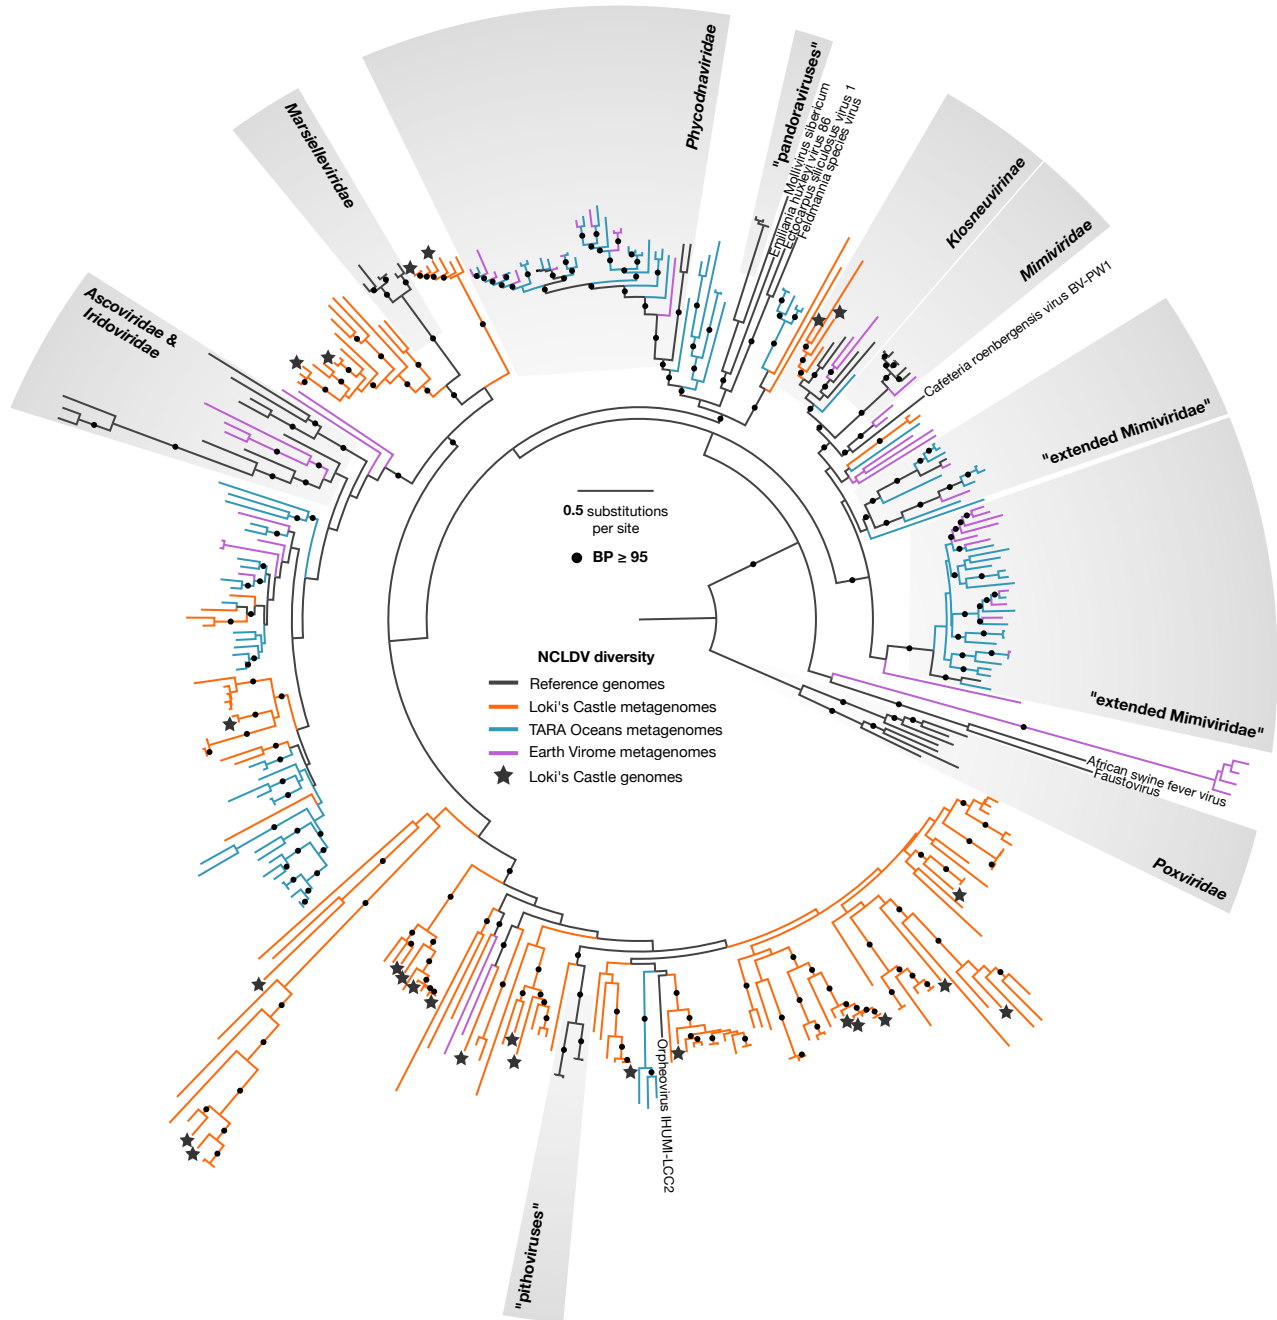 Phycodnaviridae
"pandoraviruses"
Mollivirus sibericum
Emiliania huxleyi virus 86
Ectocarpus siliculosus virus 1
Feldmannia species virus
Marsielleviridae
Klosneuvirinae
Mimiviridae
Cafeteria roenbergensis virus BV-PW1
Ascoviridae &
Iridoviridae
"extended Mimiviridae"
0.5 substitutions
per site
BP ≥ 95
NCLDV diversity
Reference genomes
Loki's Castle metagenomes
TARA Oceans metagenomes
Earth Virome metagenomes
Loki's Castle genomes
"extended Mimiviridae"
African swine fever virus
Faustovirus
Poxviridae
Orpheovirus IHUMI-LCC2
"pithoviruses"